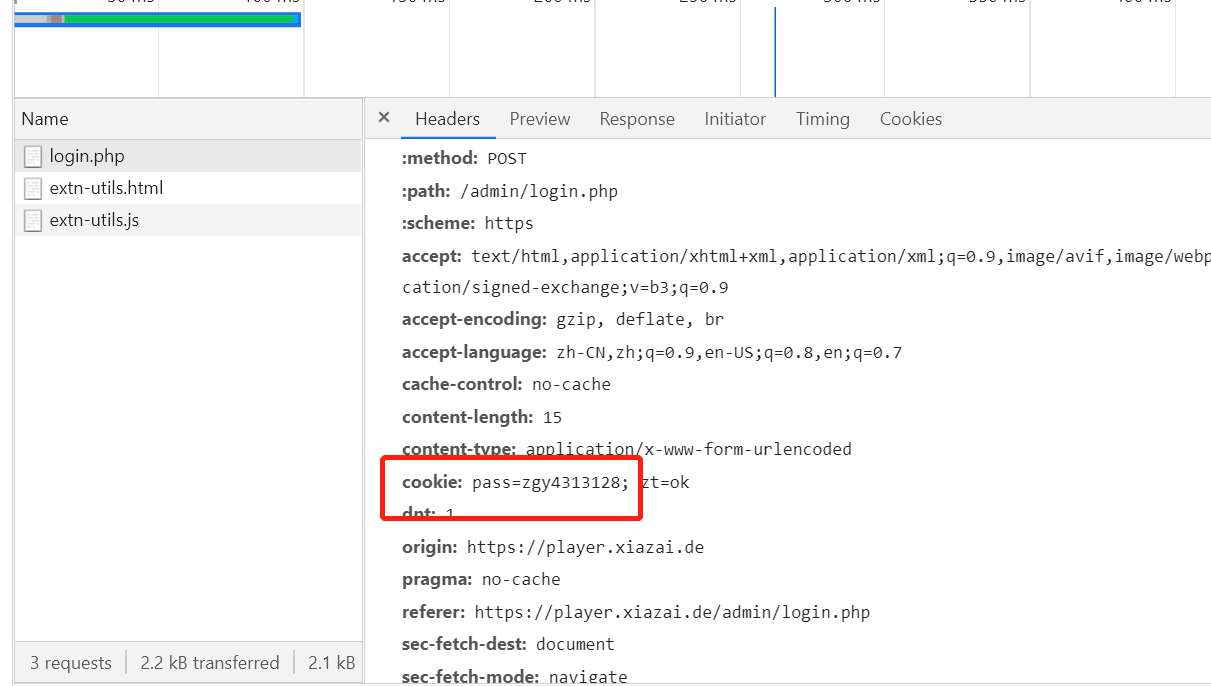 Name
Headers Preview Response Initiator Timing Cookies
login.php
extn-utils.html
extn-utils.js
:method: POST
:path: /admin/login.php
:scheme: https
accept: text/html,application/xhtml+xml,application/xml;q=0.9,image/avif,image/webp
cation/signed-exchange;v=b3;q=0.9
accept-encoding: gzip, deflate, br
accept-language: zh-CN,zh;q=0.9,en-US;q=0.8,en;q=0.7
cache-control: no-cache
content-length: 15
content-type: application/x-www-form-urlencoded
cookie: pass=zgy4313128; zt=ok
dnt: 1
origin: https://player.xiazai.de
pragma: no-cache
referer: https://player.xiazai.de/admin/login.php
sec-fetch-dest: document
sec-fetch-mode: navigate
3 requests 2.2 kB transferred 2.1 kB